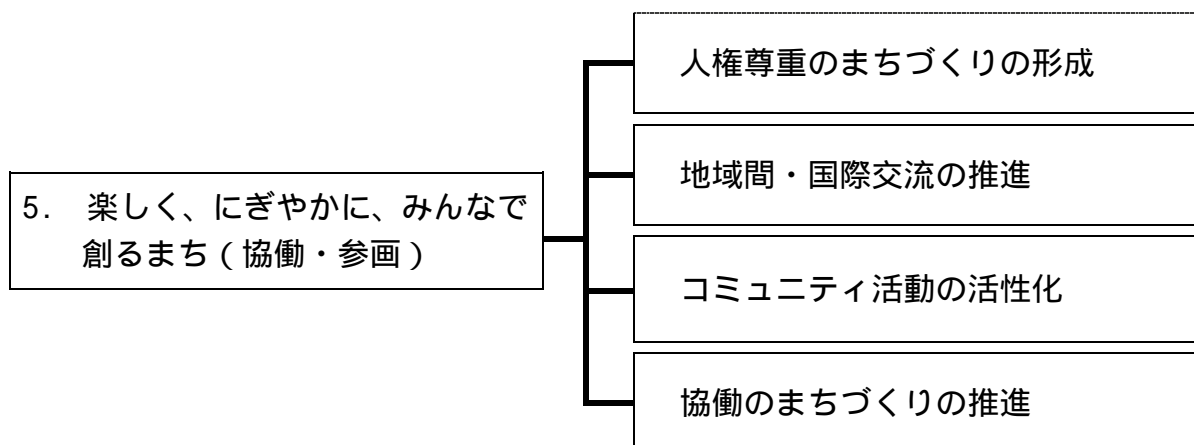 5. 楽しく、にぎやかに、みんなで
創るまち(協働・参画)
人権尊重のまちづくりの形成
地域間・国際交流の推進
コミュニティ活動の活性化
協働のまちづくりの推進